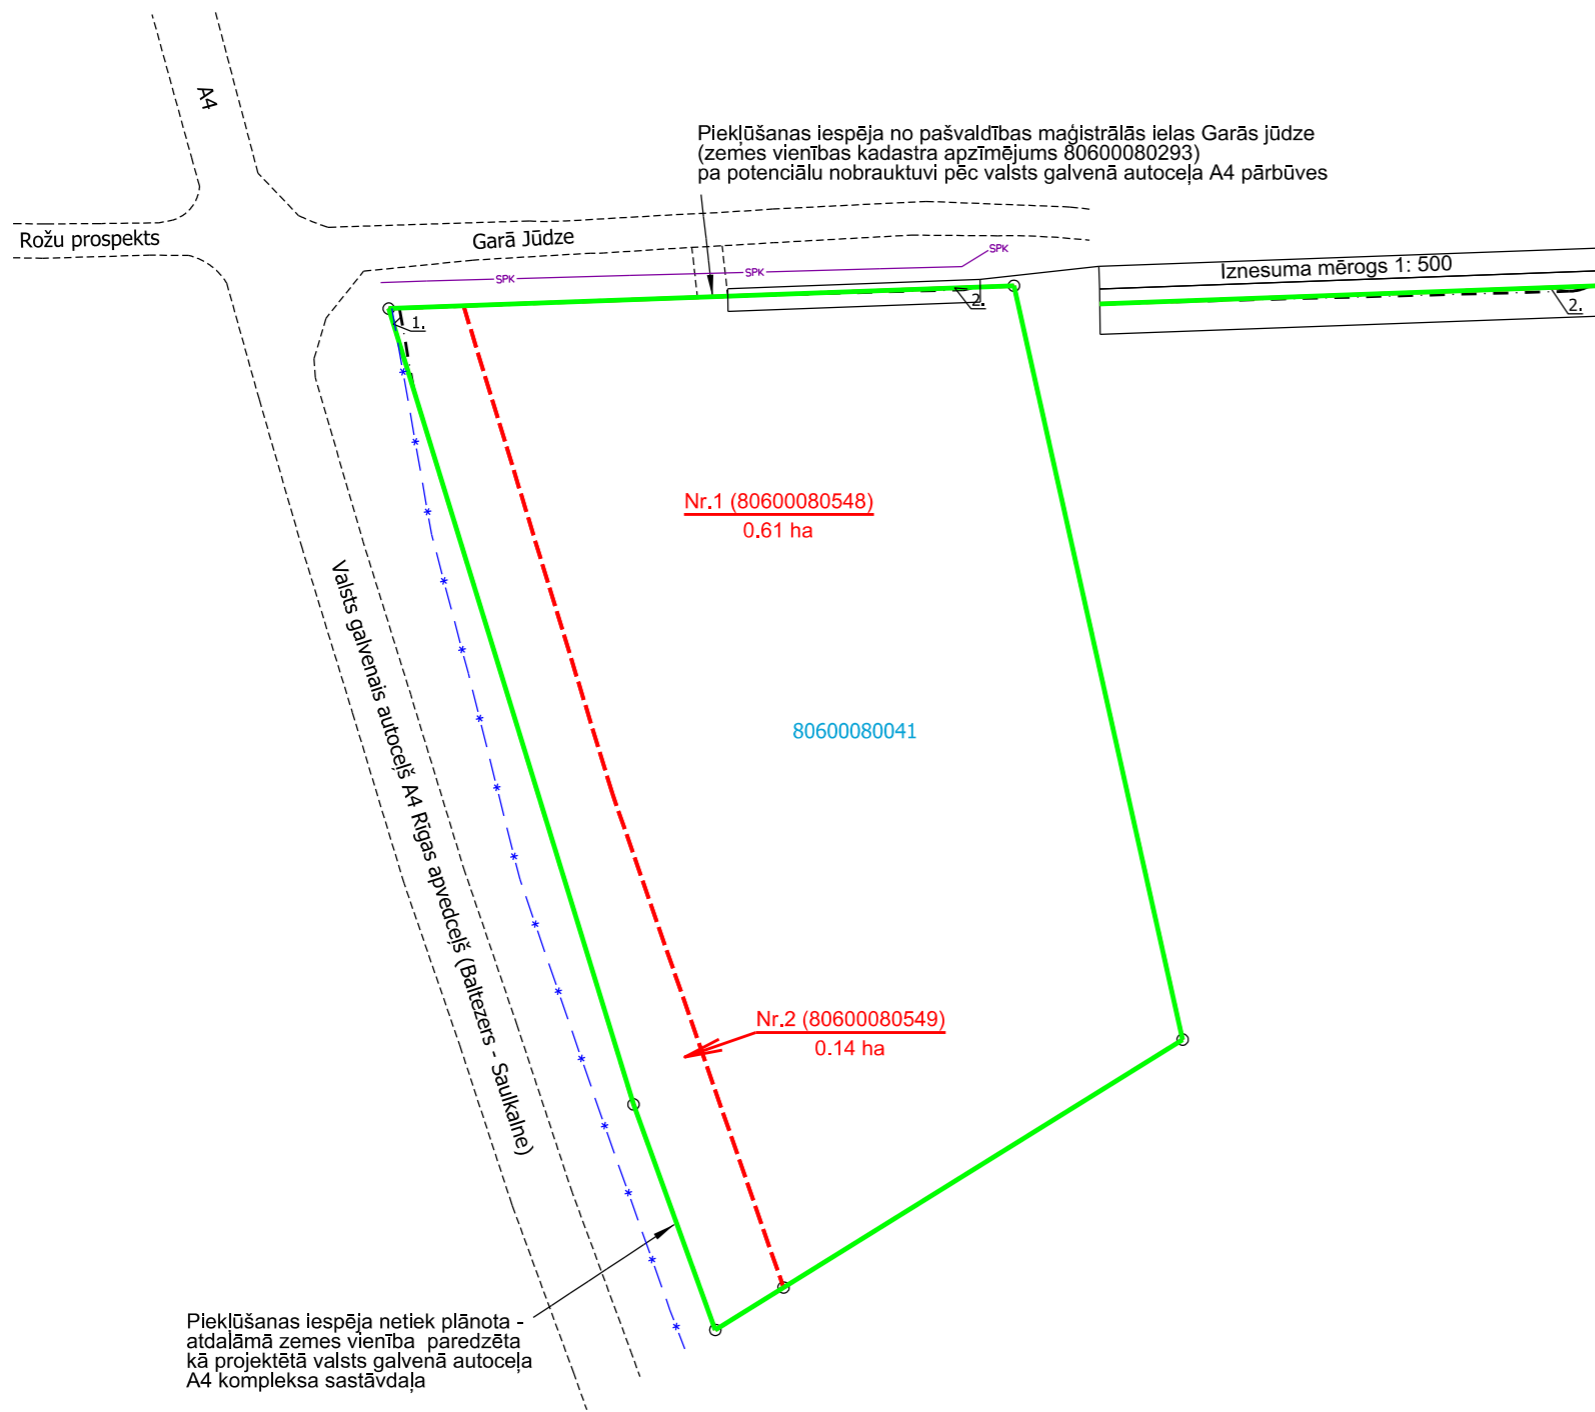 A4
Piekļūšanas iespēja no pašvaldības maģistrālās ielas Garās jūdze
(zemes vienības kadastra apzīmējums 80600080293)
pa potenciālu nobrauktuvi pēc valsts galvenā autoceļa A4 pārbūves
Rožu prospekts
Garā Jūdze
SPK
SPK
SPK
Iznesuma mērogs 1: 500
1.
2.
2.
Nr.1 (80600080548)
0.61 ha
Valsts galvenais autoceļš A4 Rīgas apvedceļš (Baltezers - Saulkalne)
80600080041
Nr.2 (80600080549)
0.14 ha
Piekļūšanas iespēja netiek plānota -
atdalāmā zemes vienība paredzēta
kā projektētā valsts galvenā autoceļa
A4 kompleksa sastāvdaļa